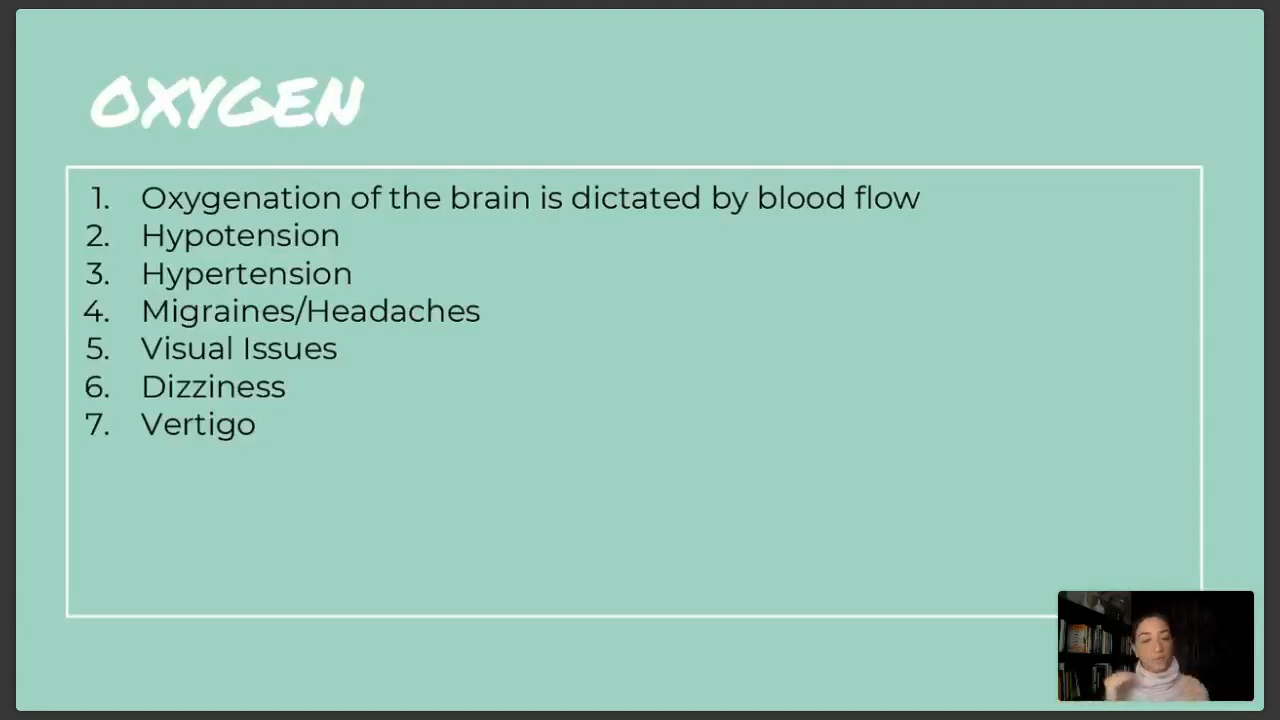 OXYGEN
1. Oxygenation of the brain is dictated by blood flow
2. Hypotension
3. Hypertension
4. Migraines/Headaches
5. Visual Issues
6. Dizziness
7. Vertigo